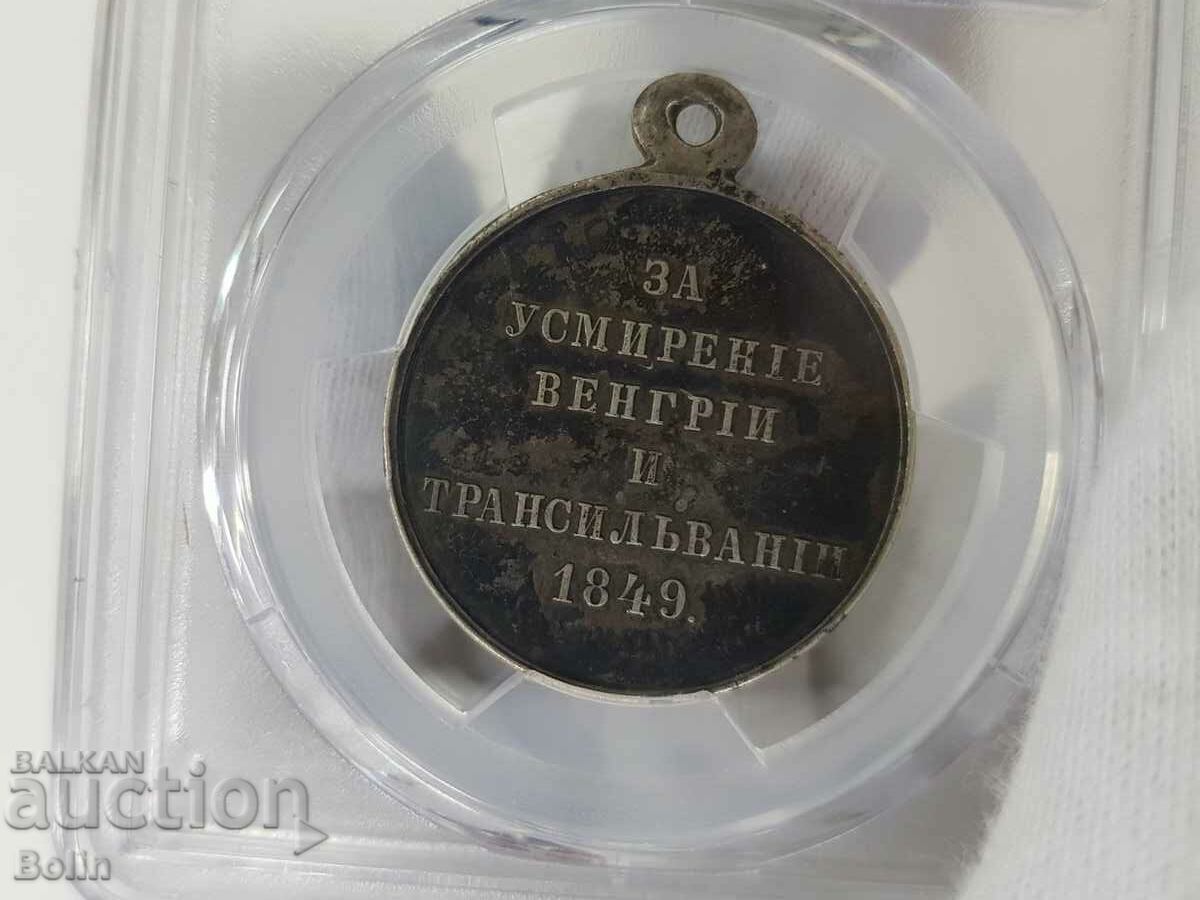 ЗА
УСМИРЕНІЕ
ВЕНГРІИ
И
ТРАНСИЛЬВАНІИ
1849.
BALKAN
auction
Bolin